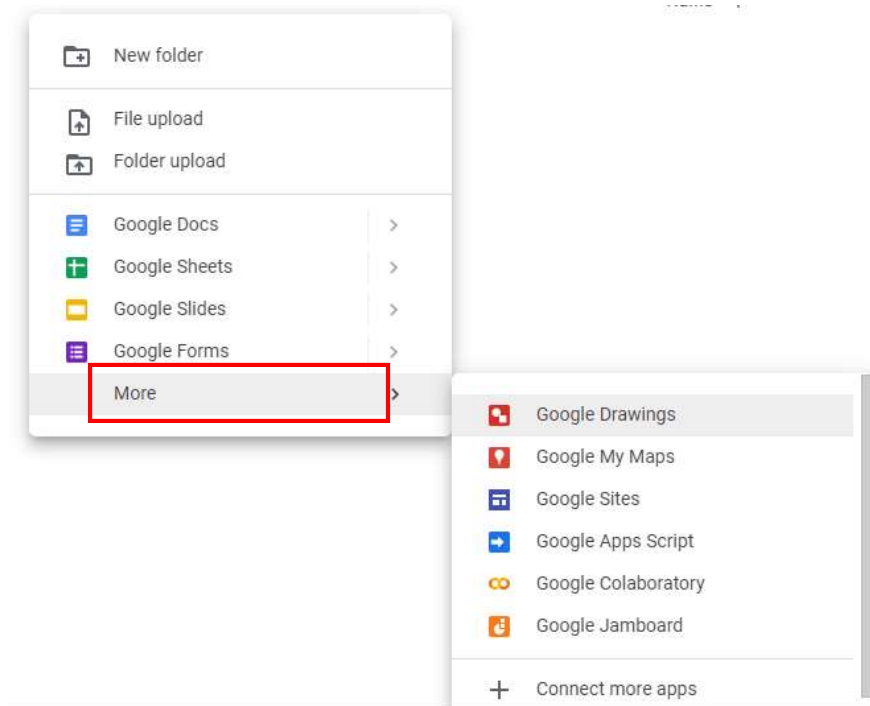 New folder
File upload
Folder upload
Google Docs
Google Sheets
Google Slides
Google Forms
More
Google Drawings
Google My Maps
Google Sites
Google Apps Script
Google Colaboratory
Google Jamboard
Connect more apps